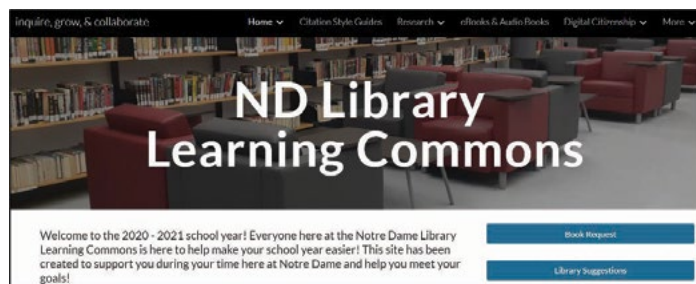 inquire, grow, & collaborate
Home Citation Style Guides Research eBooks & Audio Books Digital Citizenship More
ND Library
Learning Commons
Welcome to the 2020 - 2021 school year! Everyone here at the Notre Dame Library
Learning Commons is here to help make your school year easier! This site has been
created to support you during your time here at Notre Dame and help you meet your
goals!
Book Request
Library Suggestions